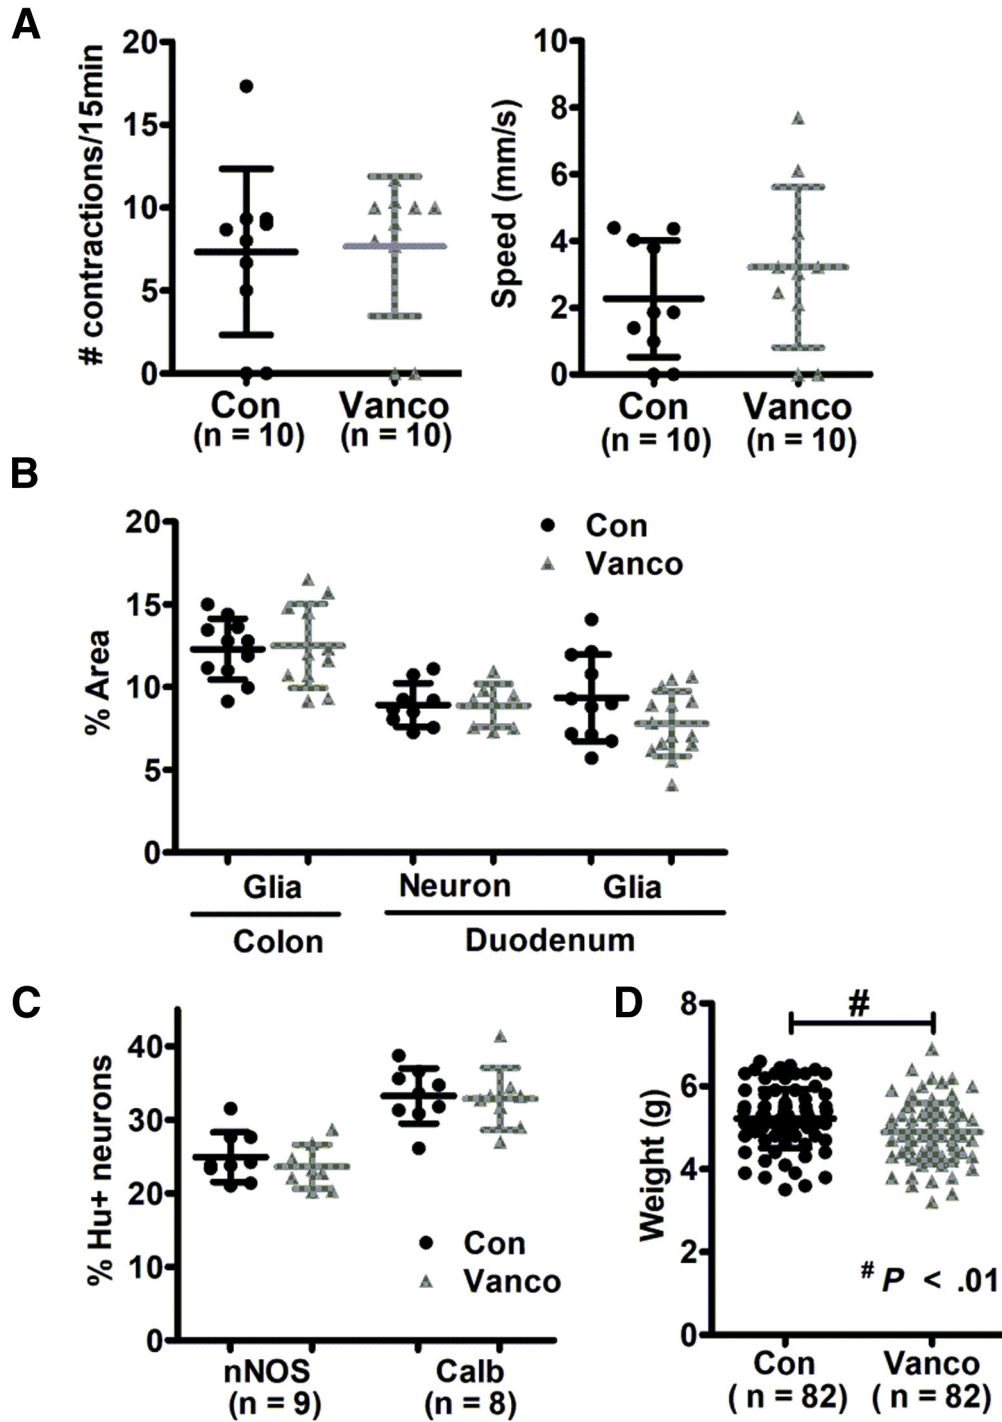 A
# contractions/15min
20
15
10
5
0
Con
Vanco
(n = 10)
(n = 10)
Speed (mm/s)
10
8
6
4
2
0
Con
Vanco
(n = 10)
(n = 10)
B
% Area
20
15
10
5
0
Con
Vanco
Glia
Neuron
Glia
Colon
Duodenum
C
% Hu+ neurons
40
30
20
10
0
Con
Vanco
nNOS
Calb
(n = 9)
(n = 8)
D
Weight (g)
8
6
4
2
0
#
# P < .01
Con
Vanco
( n = 82)
( n = 82)